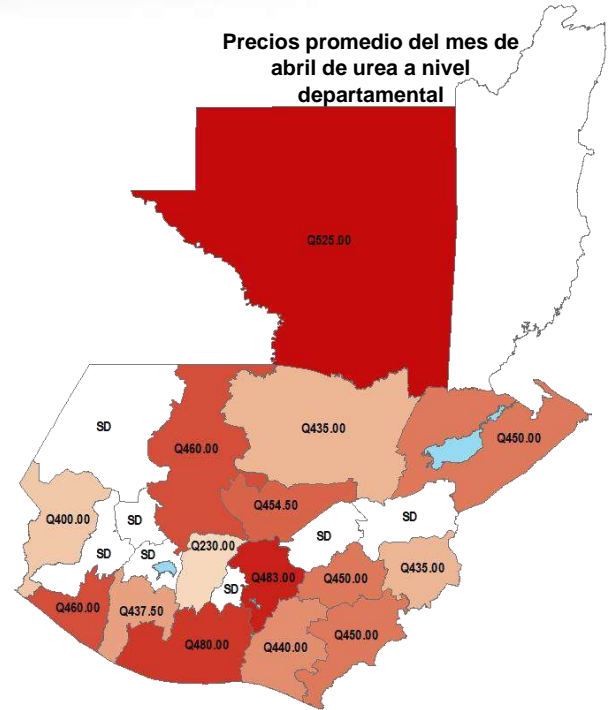 Precios promedio del mes de
abril de urea a nivel
departamental
Q525.00
SD
Q460.00
Q435.00
Q450.00
Q400.00
SD
Q454.50
SD
SD
SD
SD
Q230.00
SD
Q483.00
Q450.00
Q435.00
Q460.00
Q437.50
Q480.00
Q440.00
Q450.00